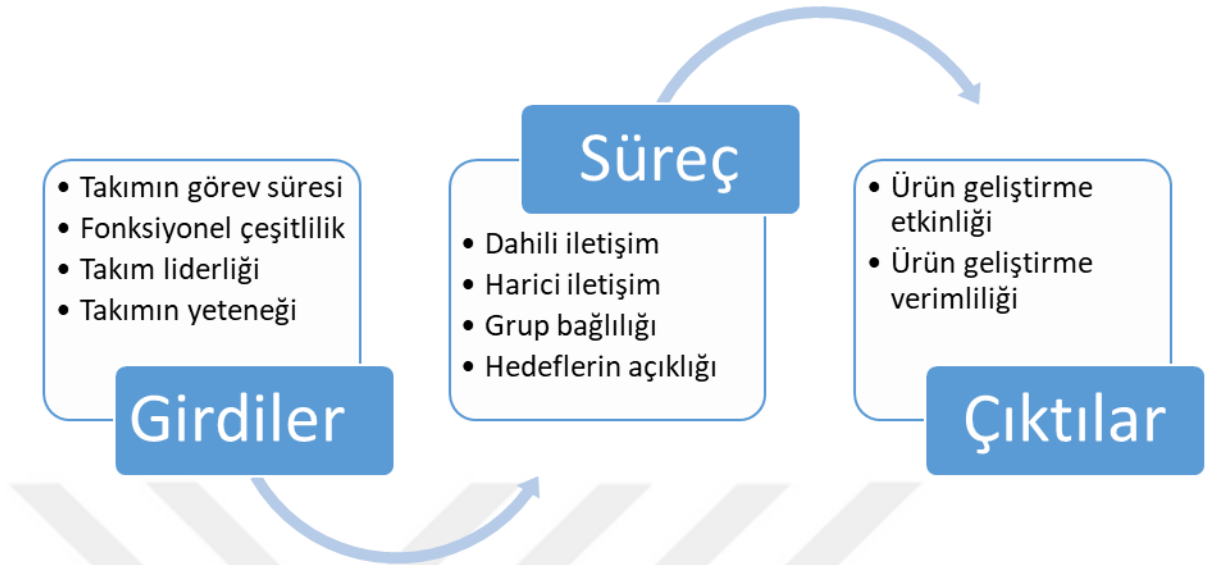 • Takımın görev süresi
• Fonksiyonel çeşitlilik
• Takım liderliği
• Takımın yeteneği
Girdiler
Süreç
• Dahili iletişim
• Harici iletişim
• Grup bağlılığı
• Hedeflerin açıklığı
• Ürün geliştirme
etkinliği
• Ürün geliştirme
verimliliği
Çıktılar